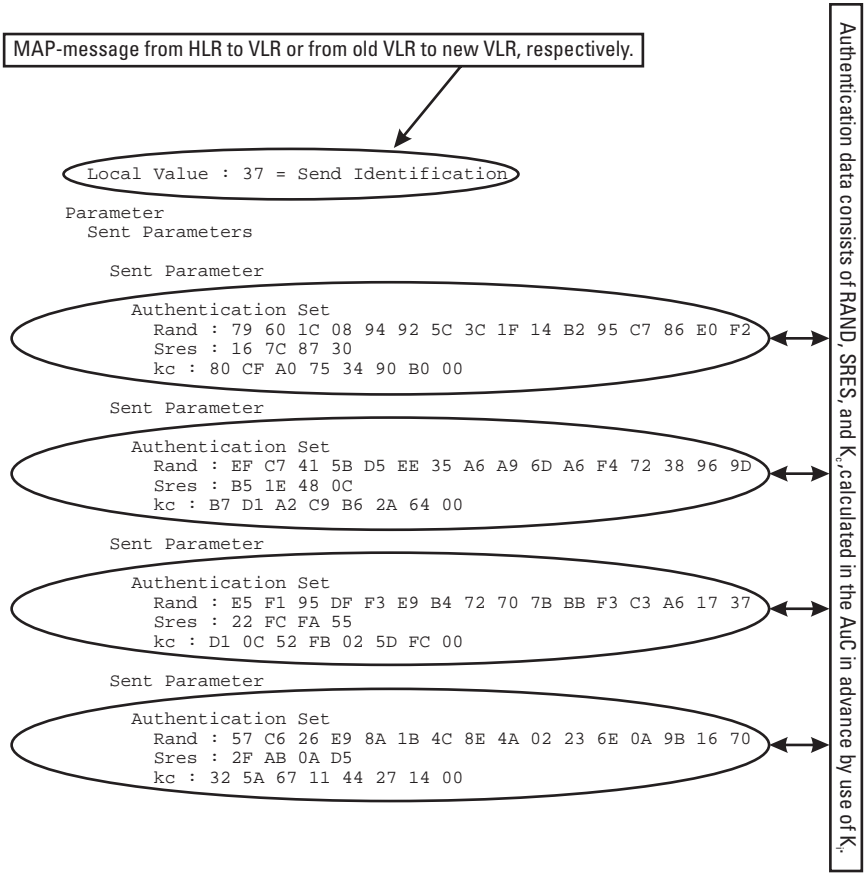 MAP-message from HLR to VLR or from old VLR to new VLR, respectively.
Local Value : 37 = Send Identification
Parameter
Sent Parameters
Sent Parameter
Authentication Set
Rand : 79 60 1C 08 94 92 5C 3C 1F 14 B2 95 C7 86 E0 F2
Sres : 16 7C 87 30
kc : 80 CF A0 75 34 90 B0 00
Sent Parameter
Authentication Set
Rand : EF C7 41 5B D5 EE 35 A6 A9 6D A6 F4 72 38 96 9D
Sres : B5 1E 48 0C
kc : B7 D1 A2 C9 B6 2A 64 00
Sent Parameter
Authentication Set
Rand : E5 F1 95 DF F3 E9 B4 72 70 7B BB F3 C3 A6 17 37
Sres : 22 FC FA 55
kc : D1 0C 52 FB 02 5D FC 00
Sent Parameter
Authentication Set
Rand : 57 C6 26 E9 8A 1B 4C 8E 4A 02 23 6E 0A 9B 16 70
Sres : 2F AB 0A D5
kc : 32 5A 67 11 44 27 14 00
Authentication data consists of RAND, SRES, and Kc, calculated in the AuC in advance by use of Ki.